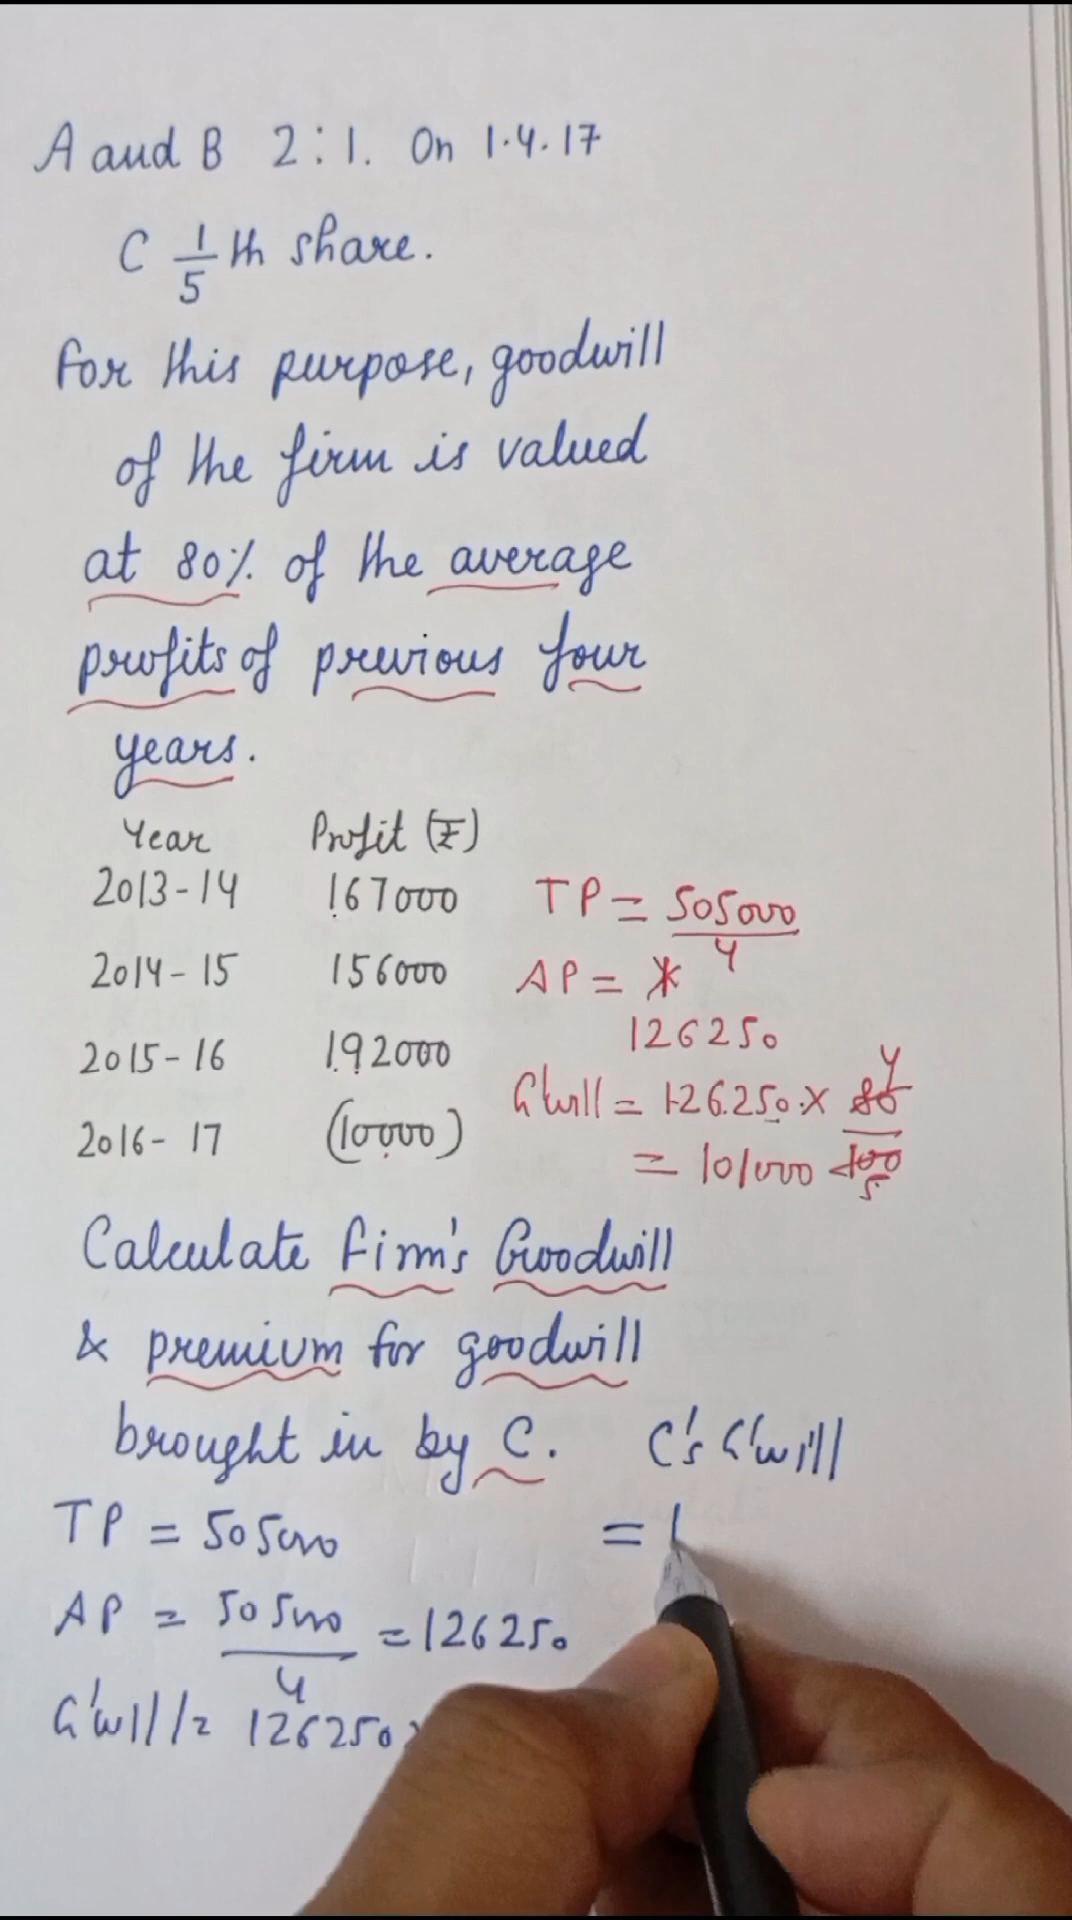 A and B 2:1. On 1.4.17
C 1/5 th share.
For this purpose, goodwill
of the firm is valued
at 80% of the average
profits of previous four
years.
Year Profit (₹)
2013-14 167000
2014-15 156000
2015-16 192000
2016-17 (10000)
TP = 505000
4
AP =
126250
G'will = 126250 x 80/100
4
5
= 101000
Calculate Firm's Goodwill
& premium for goodwill
brought in by C.
C's G'will
= 1
TP = 505000
AP = 505000/4 = 126250
G'will = 126250